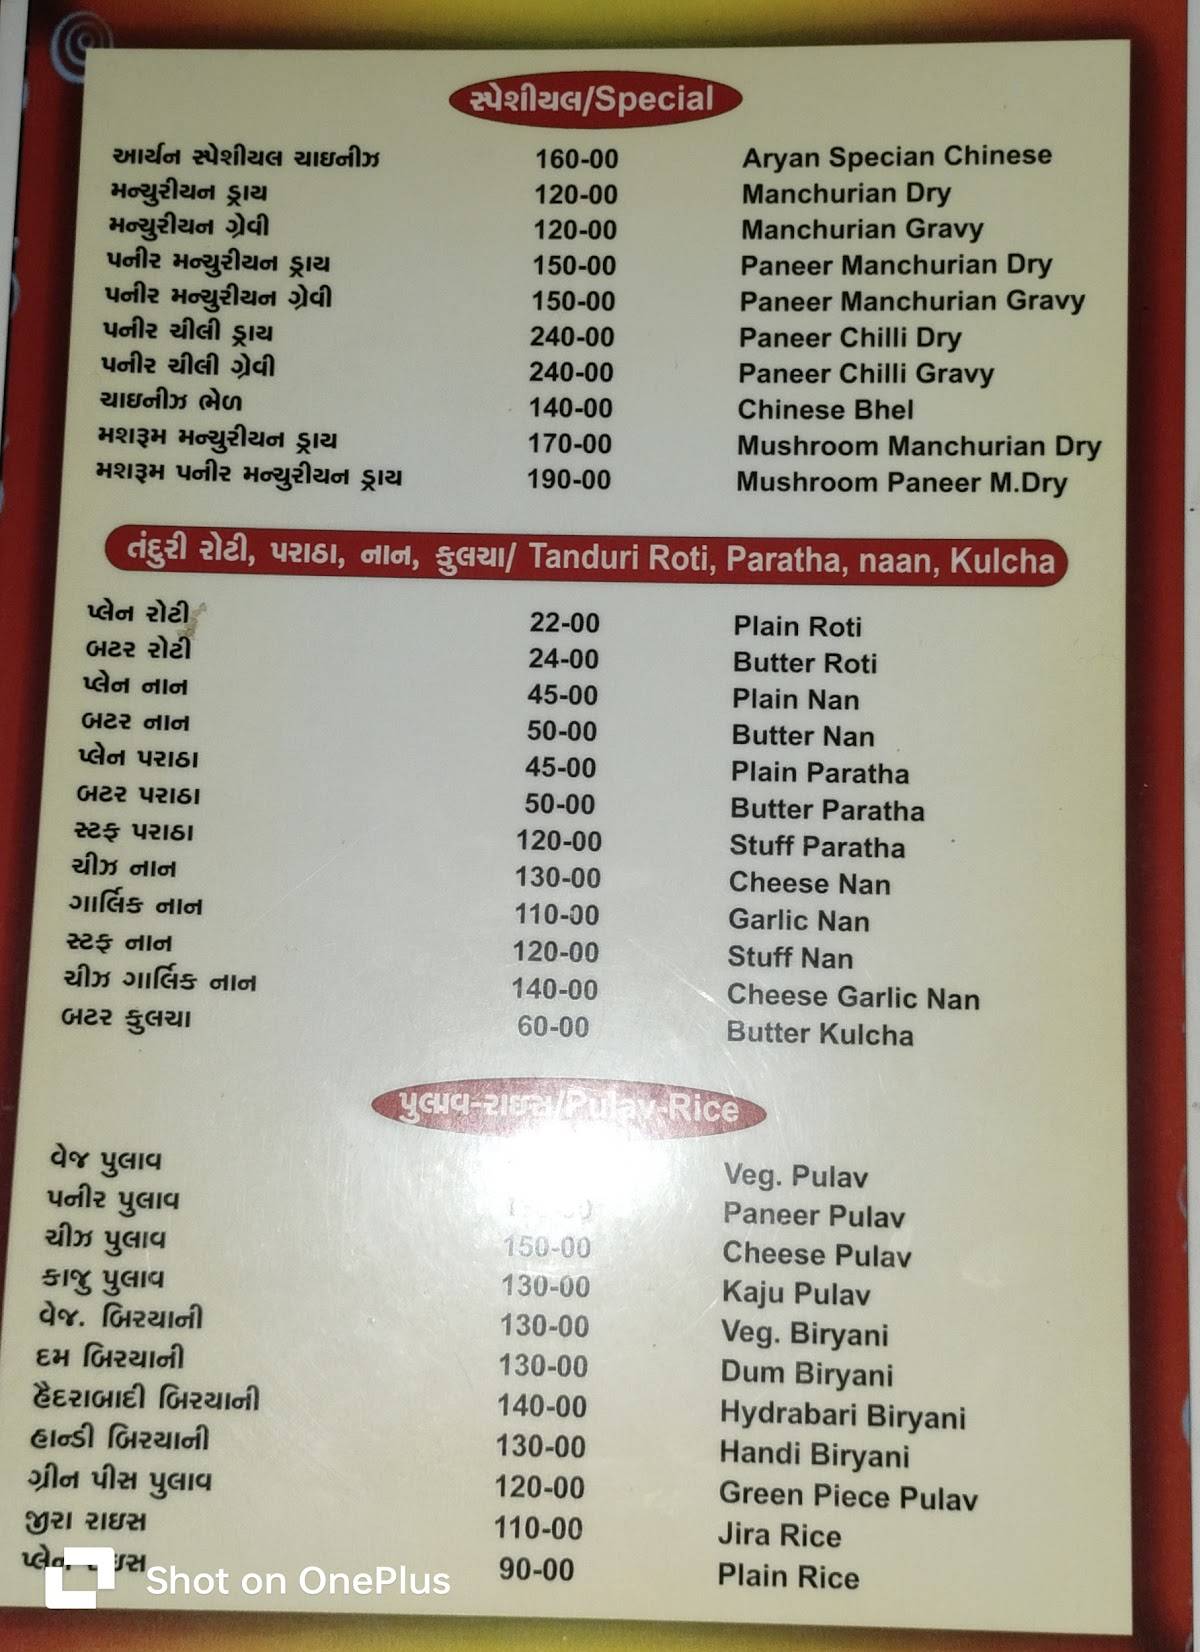 સ્પેશીયલ/Special
આર્યન સ્પેશીયલ ચાઇનીઝ 160-00 Aryan Specian Chinese
મન્ચુરીયન ડ્રાય 120-00 Manchurian Dry
મન્ચુરીયન ગ્રેવી 120-00 Manchurian Gravy
પનીર મન્ચુરીયન ડ્રાય 150-00 Paneer Manchurian Dry
પનીર મન્ચુરીયન ગ્રેવી 150-00 Paneer Manchurian Gravy
પનીર ચીલી ડ્રાય 240-00 Paneer Chilli Dry
પનીર ચીલી ગ્રેવી 240-00 Paneer Chilli Gravy
ચાઇનીઝ ભેળ 140-00 Chinese Bhel
મશરૂમ મન્ચુરીયન ડ્રાય 170-00 Mushroom Manchurian Dry
મશરૂમ પનીર મન્ચુરીયન ડ્રાય 190-00 Mushroom Paneer M.Dry
તંદુરી રોટી, પરાઠા, નાન, કુલચા/ Tanduri Roti, Paratha, naan, Kulcha
પ્લેન રોટી 22-00 Plain Roti
બટર રોટી 24-00 Butter Roti
પ્લેન નાન 45-00 Plain Nan
બટર નાન 50-00 Butter Nan
પ્લેન પરાઠા 45-00 Plain Paratha
બટર પરાઠા 50-00 Butter Paratha
સ્ટફ પરાઠા 120-00 Stuff Paratha
ચીઝ નાન 130-00 Cheese Nan
ગાર્લિક નાન 110-00 Garlic Nan
સ્ટફ નાન 120-00 Stuff Nan
ચીઝ ગાર્લિક નાન 140-00 Cheese Garlic Nan
બટર કુલચા 60-00 Butter Kulcha
પુલાવ-રાઇસ/Pulav-Rice
વેજ પુલાવ Veg. Pulav
પનીર પુલાવ Paneer Pulav
ચીઝ પુલાવ 150-00 Cheese Pulav
કાજુ પુલાવ 130-00 Kaju Pulav
વેજ. બિરયાની 130-00 Veg. Biryani
દમ બિરયાની 130-00 Dum Biryani
હૈદરાબાદી બિરયાની 140-00 Hydrabari Biryani
હાન્ડી બિરયાની 130-00 Handi Biryani
ગ્રીન પીસ પુલાવ 120-00 Green Piece Pulav
જીરા રાઇસ 110-00 Jira Rice
પ્લેન રાઇસ 90-00 Plain Rice
Shot on OnePlus